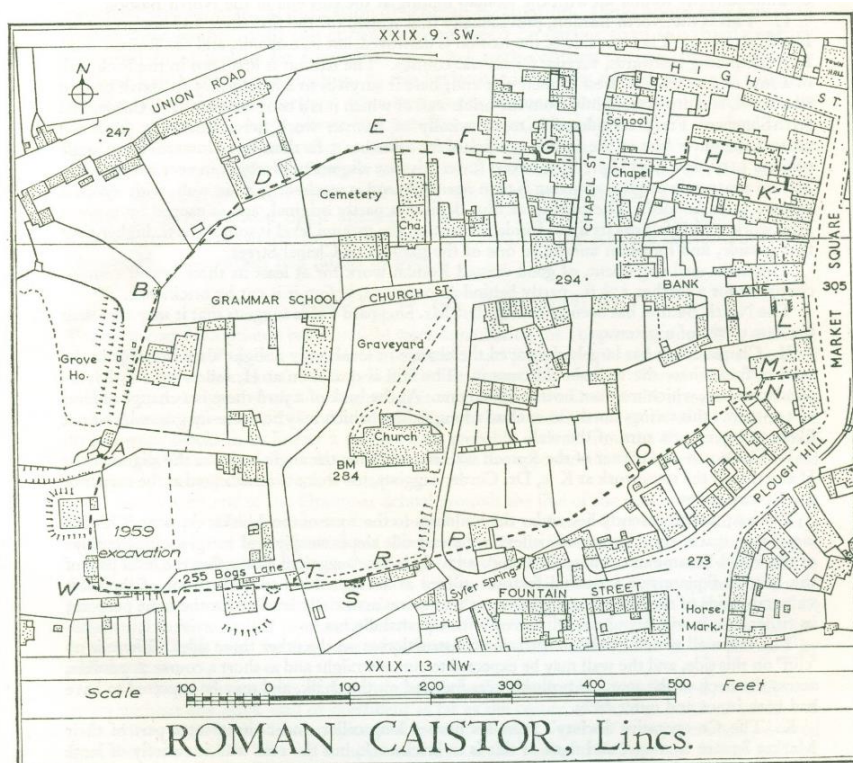 XXIX. 9. SW.
N
UNION ROAD
247
HIGH ST.
TOWN HALL
School
E
F
G
H
J
D
Cemetery
CHAPEL ST
Chapel
K
C
Cha.
MARKET SQUARE
B
GRAMMAR SCHOOL
CHURCH ST.
294
BANK LANE
305
L
Grove Ho.
Graveyard
M
N
Church
BM 284
O
A
PLOUGH HILL
1959 excavation
P
273
W
255 Bogs Lane
T
R
Syfer spring
V
U
S
FOUNTAIN STREET
Horse Mark.
XXIX. 13. NW.
Scale
100 0 100 200 300 400 500 Feet
ROMAN CAISTOR, Lincs.